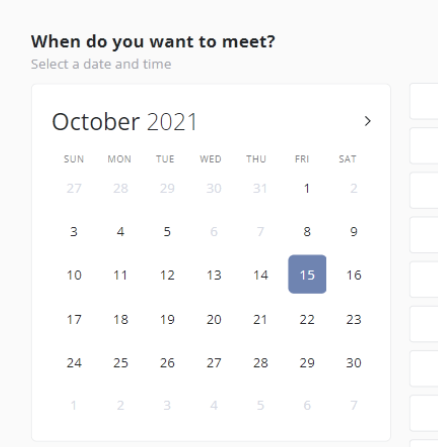 When do you want to meet?
Select a date and time
October 2021
SUN MON TUE WED THU FRI SAT
27 28 29 30 31 1 2
3 4 5 6 7 8 9
10 11 12 13 14 15 16
17 18 19 20 21 22 23
24 25 26 27 28 29 30
1 2 3 4 5 6 7